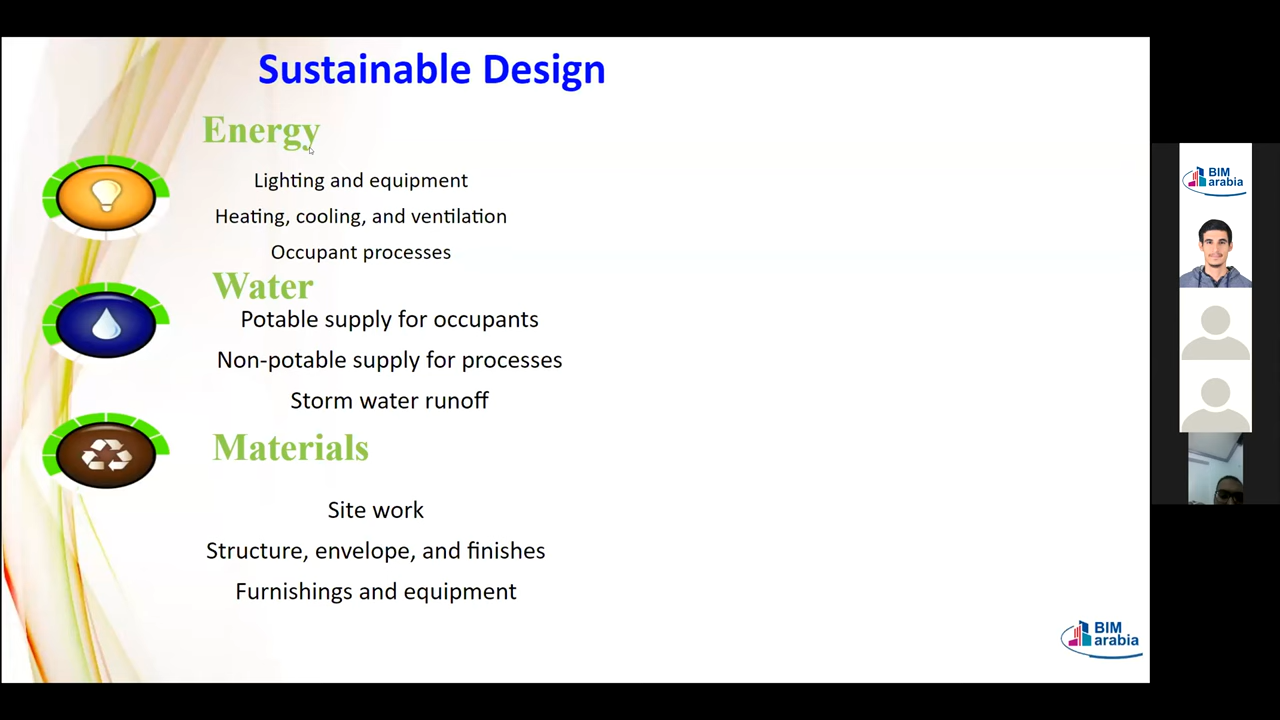 Sustainable Design
Energy
Lighting and equipment
Heating, cooling, and ventilation
Occupant processes
Water
Potable supply for occupants
Non-potable supply for processes
Storm water runoff
Materials
Site work
Structure, envelope, and finishes
Furnishings and equipment
BIM
arabia
BIM
arabia